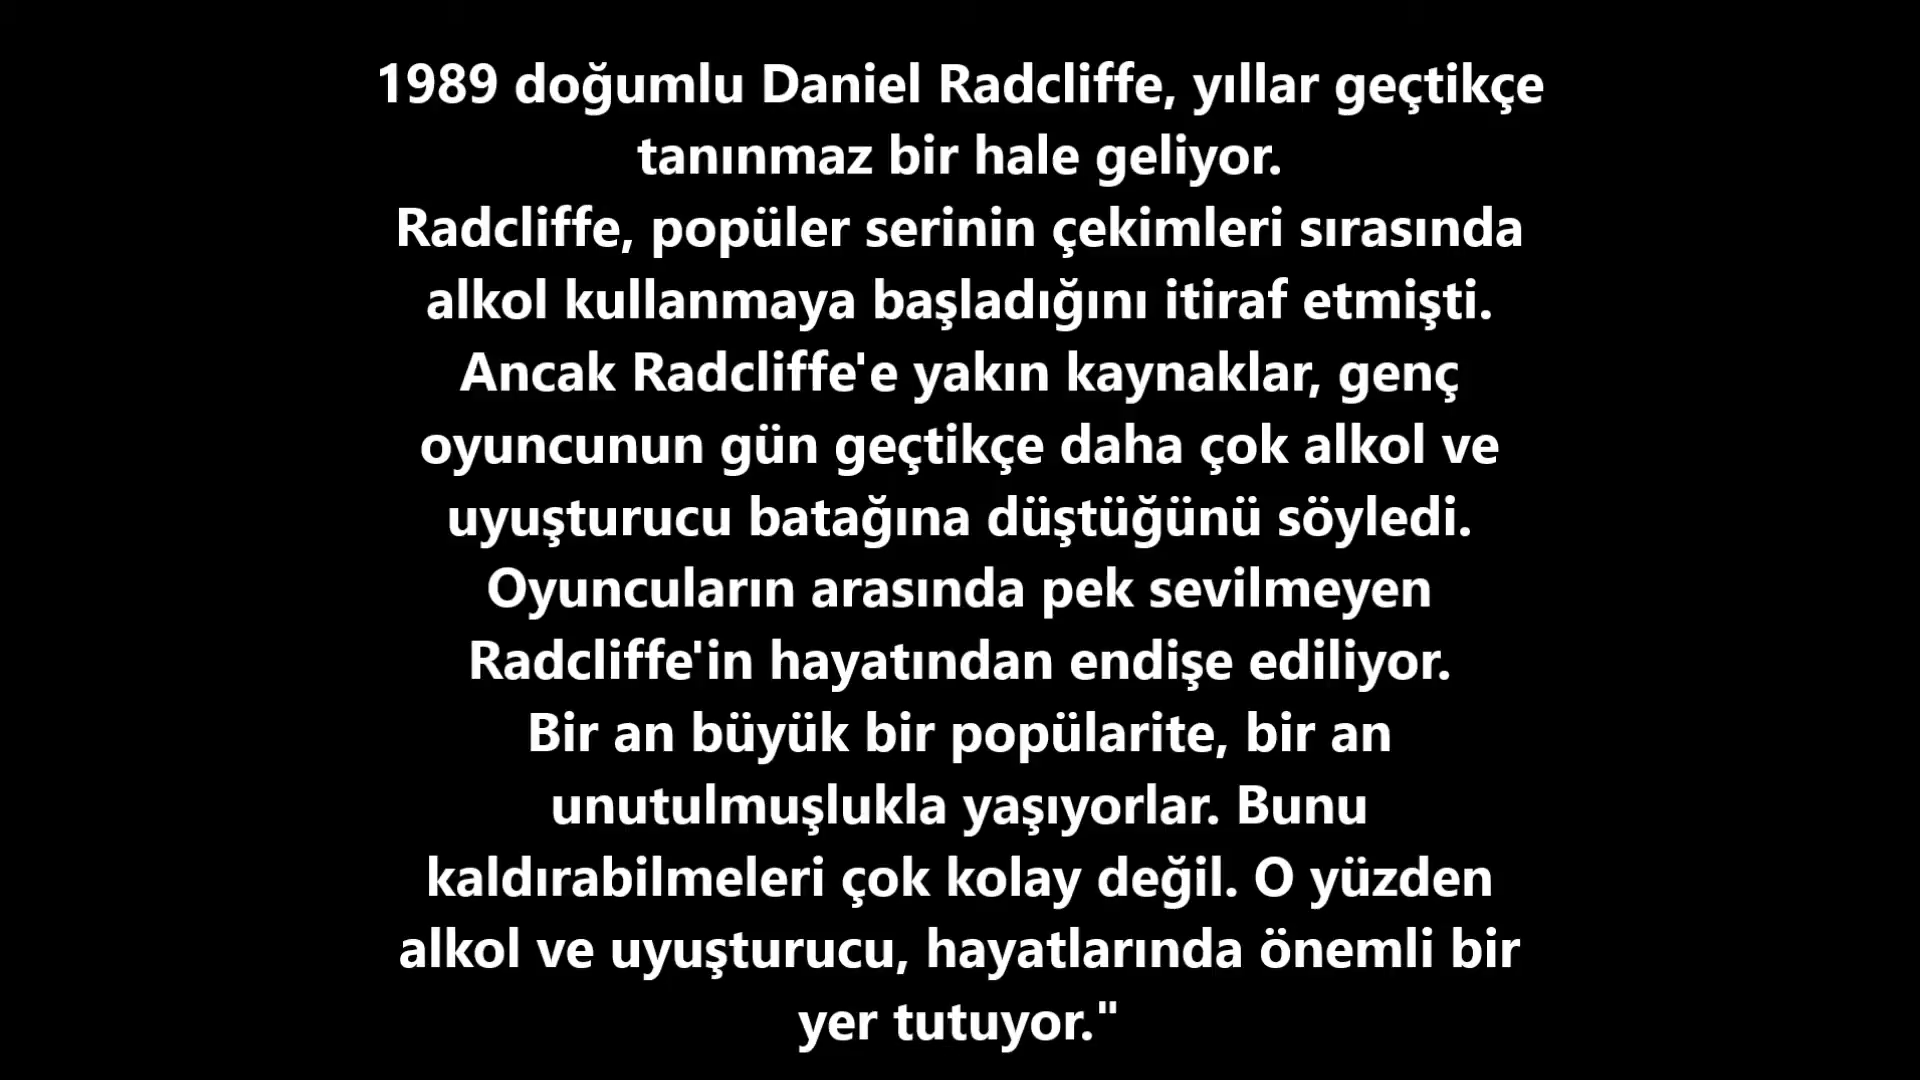 1989 doğumlu Daniel Radcliffe, yıllar geçtikçe
tanınmaz bir hale geliyor.
Radcliffe, popüler serinin çekimleri sırasında
alkol kullanmaya başladığını itiraf etmişti.
Ancak Radcliffe'e yakın kaynaklar, genç
oyuncunun gün geçtikçe daha çok alkol ve
uyuşturucu batağına düştüğünü söyledi.
Oyuncuların arasında pek sevilmeyen
Radcliffe'in hayatından endişe ediliyor.
Bir an büyük bir popülarite, bir an
unutulmuşlukla yaşıyorlar. Bunu
kaldırabilmeleri çok kolay değil. O yüzden
alkol ve uyuşturucu, hayatlarında önemli bir
yer tutuyor."